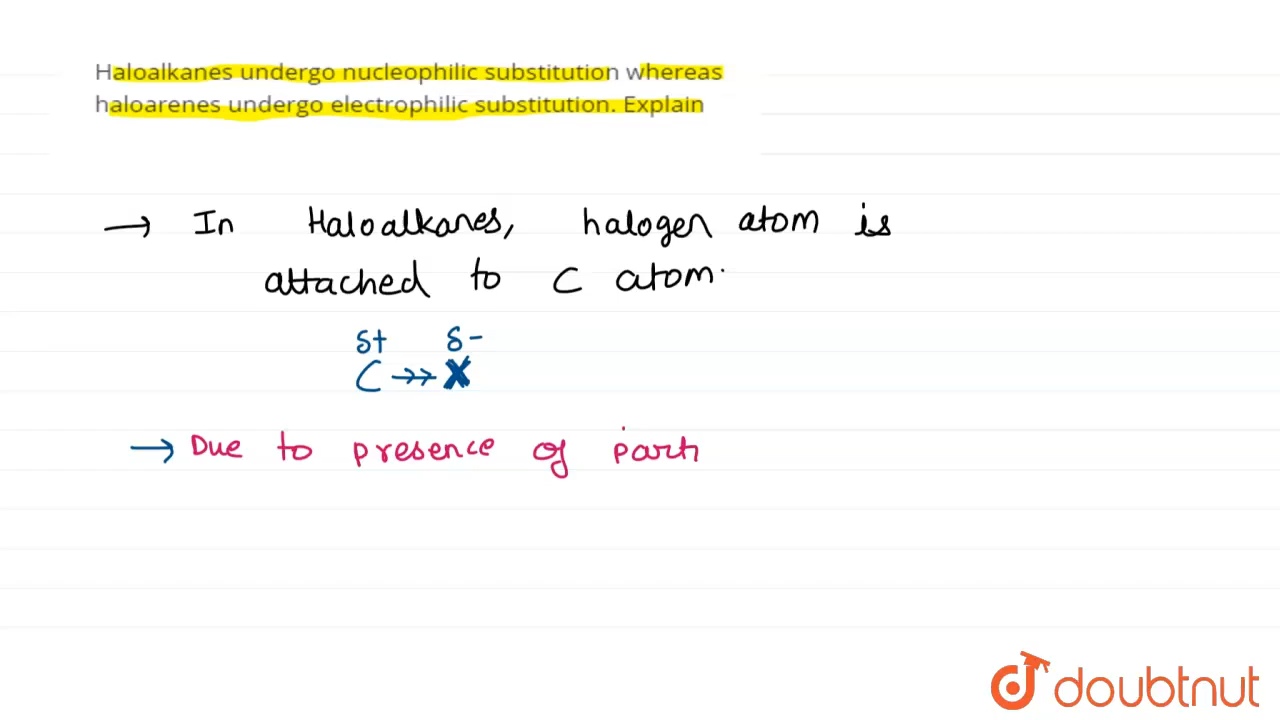 Haloalkanes undergo nucleophilic substitution whereas
haloarenes undergo electrophilic substitution. Explain
→ In Haloalkanes, halogen atom is
attached to C atom.
δ+ δ-
C →→ X
→ Due to presence of parti
doubtnut